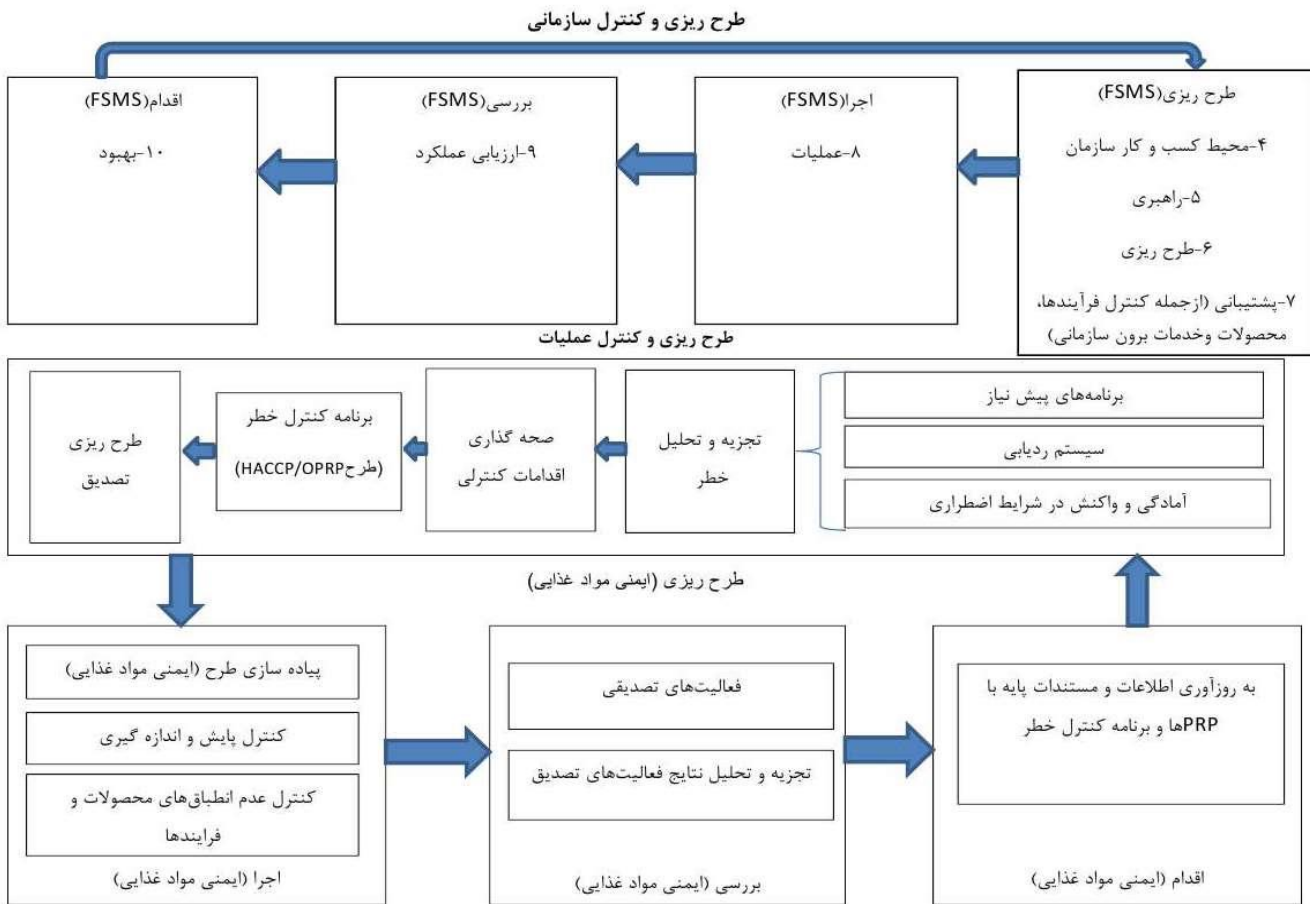 طرح ریزی و کنترل سازمانی
طرح ریزی(FSMS)
۴-محیط کسب و کار سازمان
۵-راهبری
۶-طرح ریزی
۷-پشتیبانی (ازجمله کنترل فرآیندها،
محصولات وخدمات برون سازمانی)
اجرا(FSMS)
۸-عملیات
بررسی(FSMS)
۹-ارزیابی عملکرد
اقدام(FSMS)
۱۰-بهبود
طرح ریزی و کنترل عملیات
برنامه‌های پیش نیاز
سیستم ردیابی
آمادگی و واکنش در شرایط اضطراری
تجزیه و تحلیل
خطر
صحه گذاری
اقدامات کنترلی
برنامه کنترل خطر
(طرحHACCP/OPRP)
طرح ریزی
تصدیق
طرح ریزی (ایمنی مواد غذایی)
پیاده سازی طرح (ایمنی مواد غذایی)
کنترل پایش و اندازه گیری
کنترل عدم انطباق‌های محصولات و
فرایندها
اجرا (ایمنی مواد غذایی)
فعالیت‌های تصدیقی
تجزیه و تحلیل نتایج فعالیت‌های تصدیق
بررسی (ایمنی مواد غذایی)
به روزآوری اطلاعات و مستندات پایه با
PRPها و برنامه کنترل خطر
اقدام (ایمنی مواد غذایی)